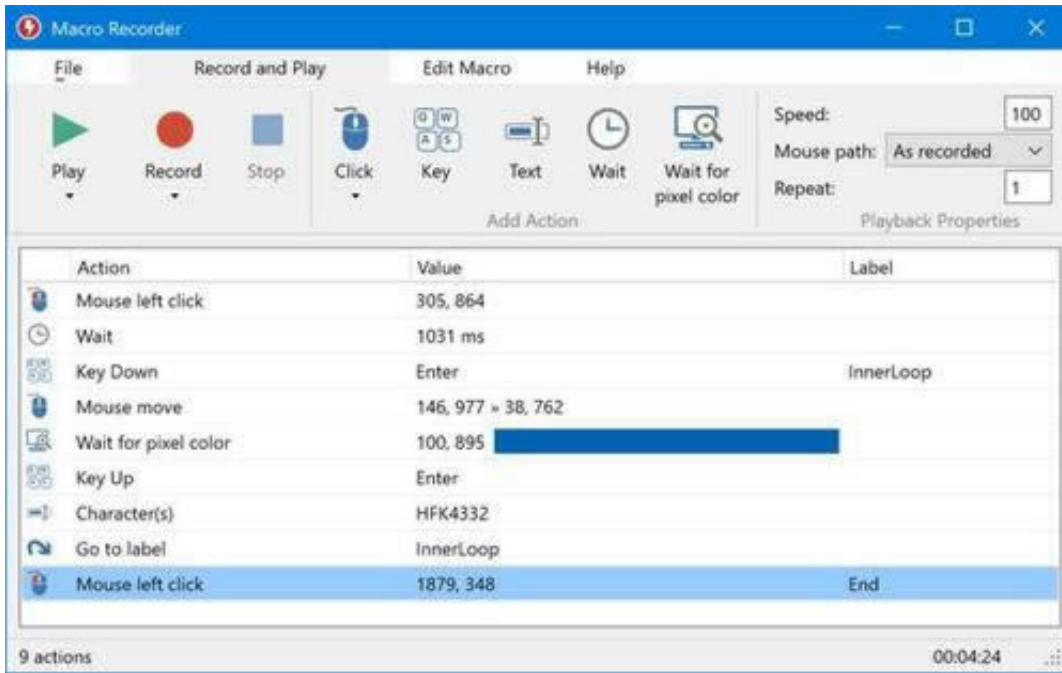 Macro Recorder
File Record and Play Edit Macro Help
Speed: 100
Mouse path: As recorded
Repeat: 1
Play Record Stop Click Key Text Wait Wait for pixel color
Add Action Playback Properties
Action Value Label
Mouse left click 305, 864
Wait 1031 ms
Key Down Enter InnerLoop
Mouse move 146, 977 » 38, 762
Wait for pixel color 100, 895
Key Up Enter
Character(s) HFK4332
Go to label InnerLoop
Mouse left click 1879, 348 End
9 actions 00:04:24